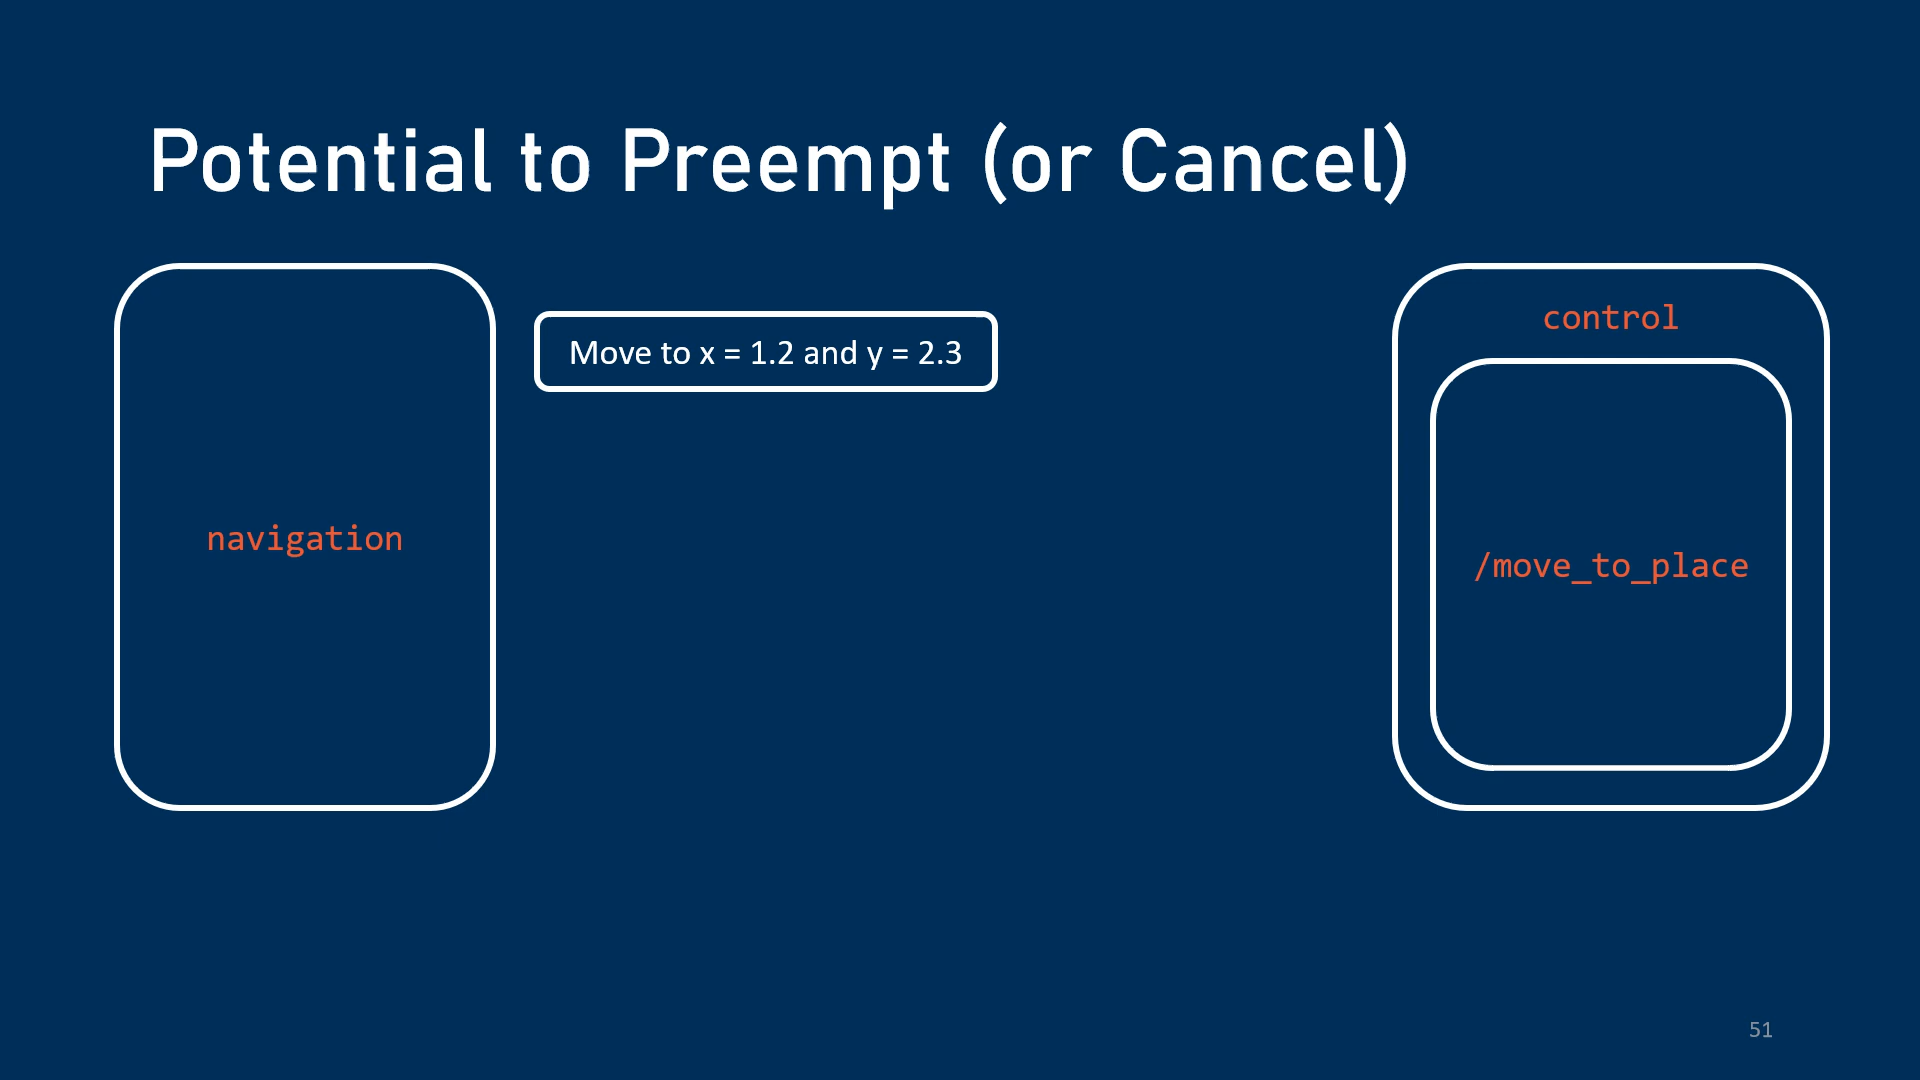 Potential to Preempt (or Cancel)
navigation
Move to x = 1.2 and y = 2.3
control
/move_to_place
51